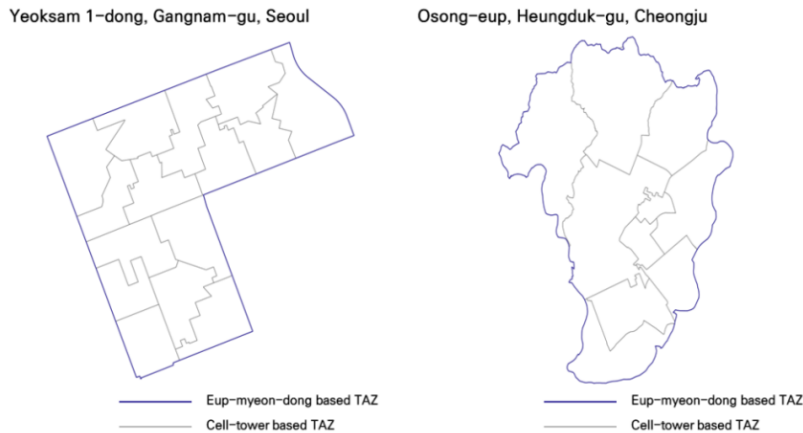 Yeoksam 1-dong, Gangnam-gu, Seoul
Osong-eup, Heungduk-gu, Cheongju
Eup-myeon-dong based TAZ
Cell-tower based TAZ
Eup-myeon-dong based TAZ
Cell-tower based TAZ